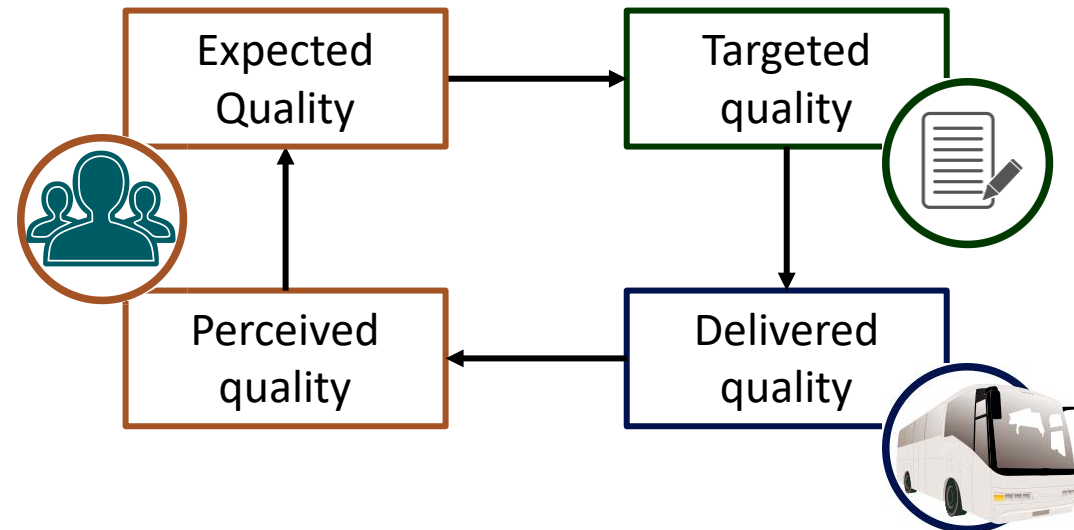 Expected
Quality
Targeted
quality
Perceived
quality
Delivered
quality